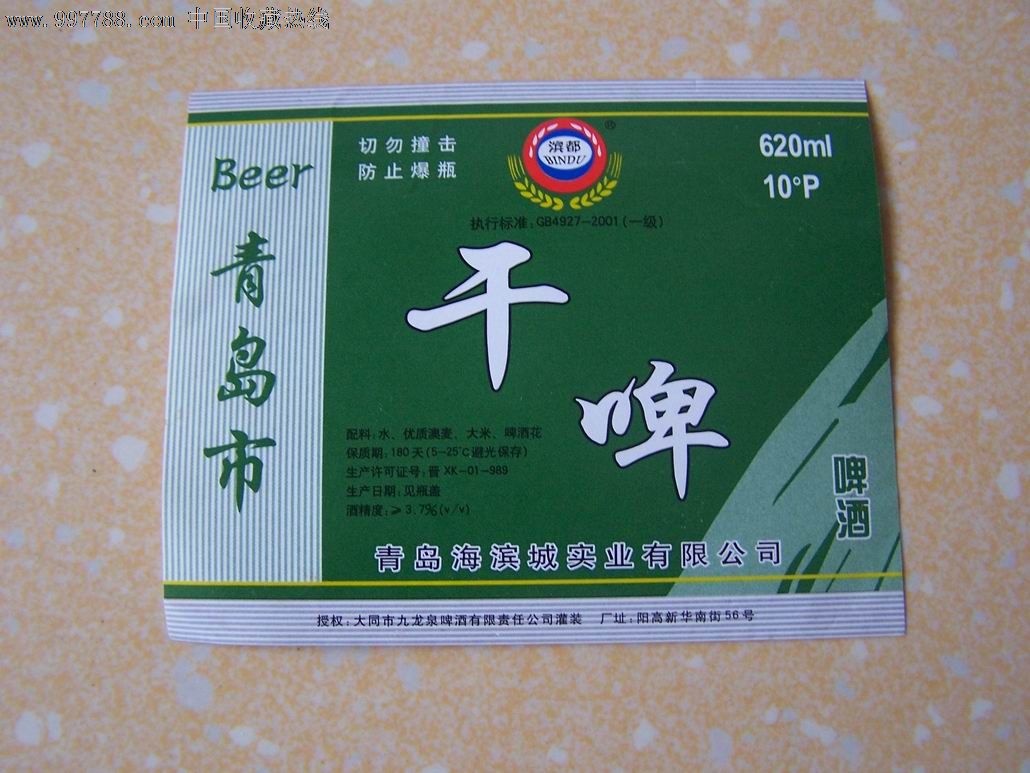 www.997788.com 中国收藏热线
Beer
青岛市
切勿撞击
防止爆瓶
滨都
BINDU
®
620ml
10°P
执行标准:GB4927-2001(一级)
干啤
配料:水、优质澳麦、大米、啤酒花
保质期:180天(5-25℃避光保存)
生产许可证号:晋XK-01-989
生产日期:见瓶盖
酒精度:≥3.7%(v/v)
啤酒
青岛海滨城实业有限公司
授权:大同市九龙泉啤酒有限责任公司灌装 厂址:阳高新华南街56号